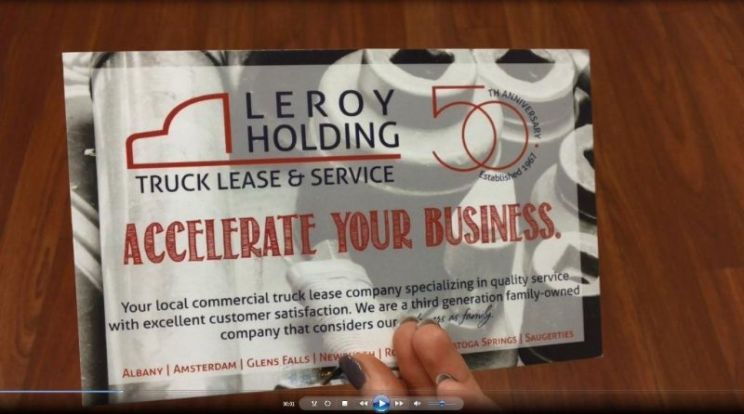 LEROY
HOLDING
TRUCK LEASE & SERVICE
50
TH ANNIVERSARY •
Established 1967
ACCELERATE YOUR BUSINESS.
Your local commercial truck lease company specializing in quality service
with excellent customer satisfaction. We are a third generation family-owned
company that considers our as family.
ALBANY | AMSTERDAM | GLENS FALLS | | SPRINGS | SAUGERTIES
00:03